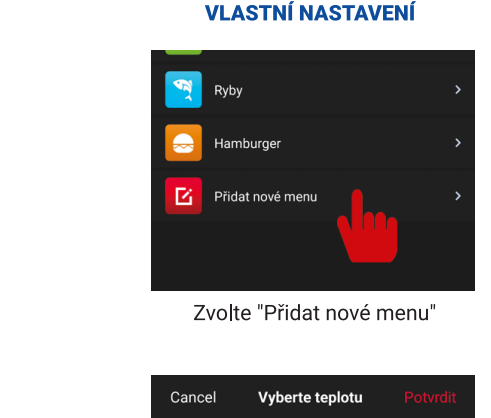 VLASTNÍ NASTAVENÍ
Ryby
Hamburger
Přidat nové menu
Zvolte "Přidat nové menu"
Cancel Vyberte teplotu Potvrdit